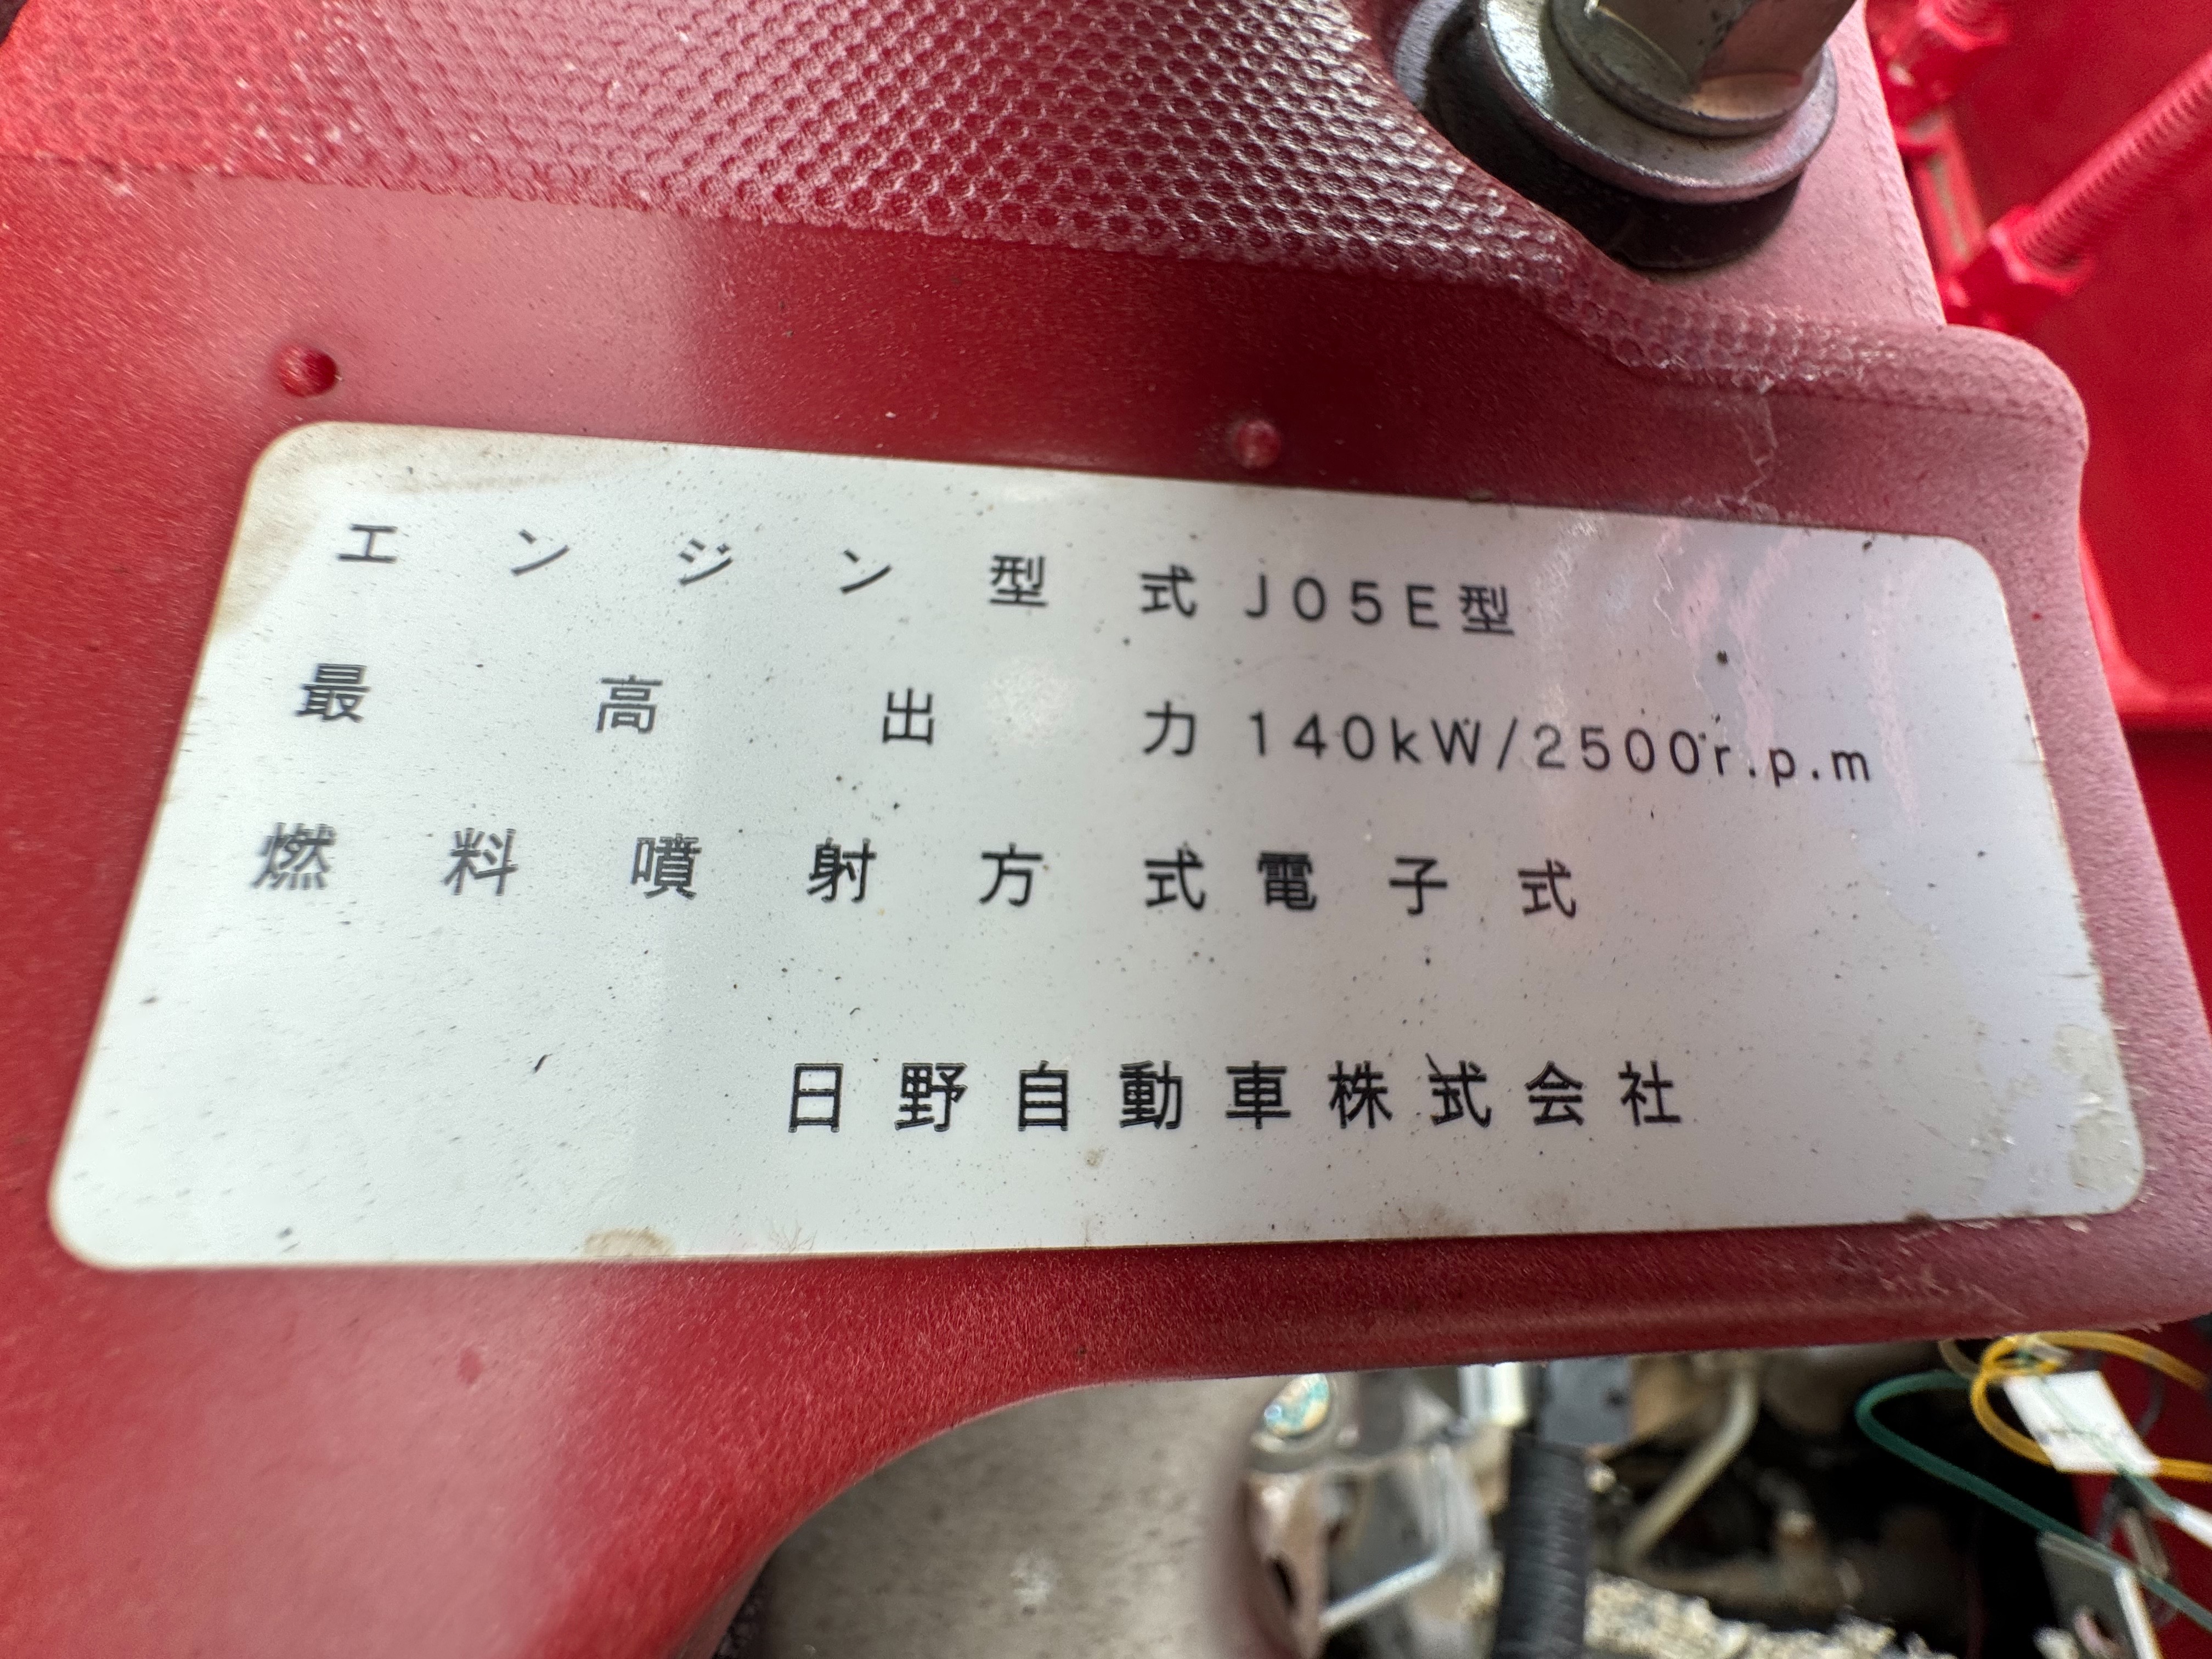 エンジン型式 J05E型
最高出力 140kW/2500r.p.m
燃料噴射方式 電子式
日野自動車株式会社